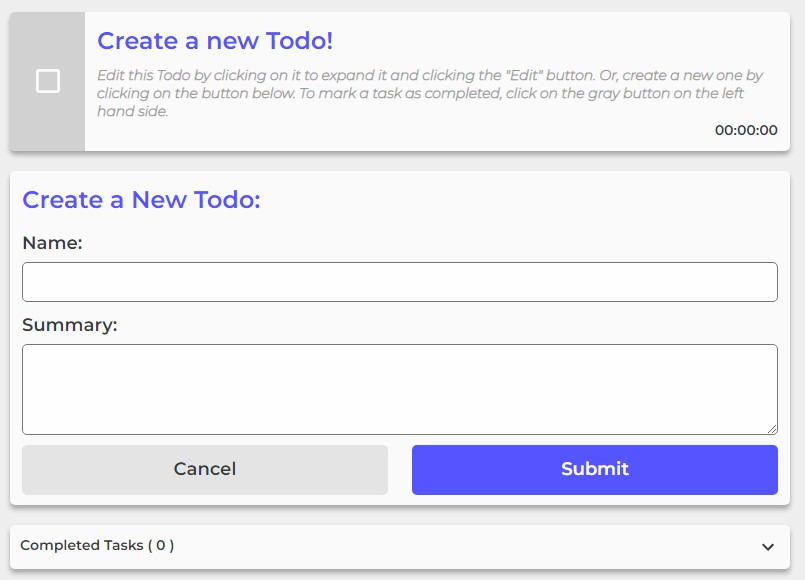 Create a new Todo!
Edit this Todo by clicking on it to expand it and clicking the "Edit" button. Or, create a new one by
clicking on the button below. To mark a task as completed, click on the gray button on the left
hand side.
00:00:00
Create a New Todo:
Name:
Summary:
Cancel
Submit
Completed Tasks ( 0 )